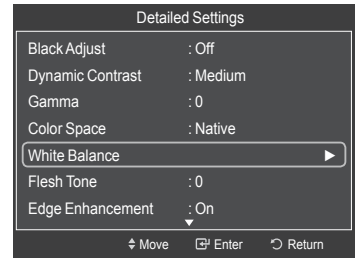 Detailed Settings
Black Adjust : Off
Dynamic Contrast : Medium
Gamma : 0
Color Space : Native
White Balance
Flesh Tone : 0
Edge Enhancement : On
Move Enter Return